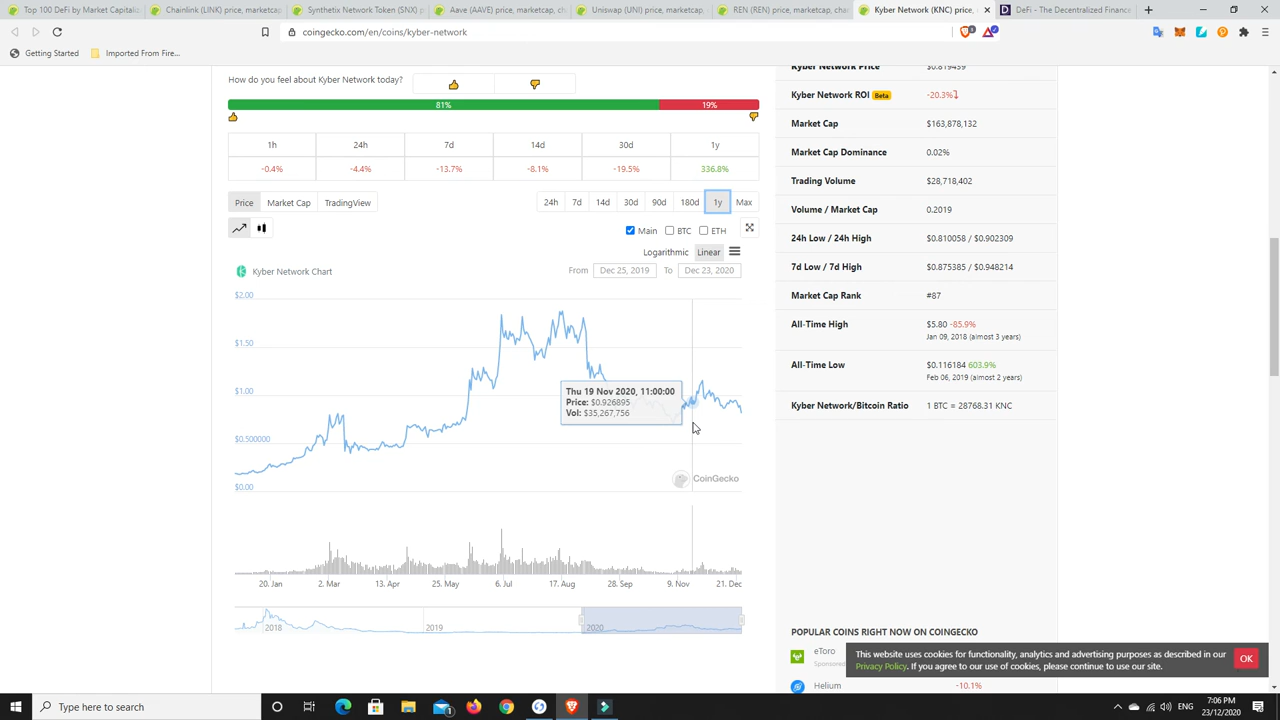 Top 100 DeFi by Market Capitaliz
Chainlink (LINK) price, marketcap
Synthetix Network Token (SNX) p
Aave (AAVE) price, marketcap, ch
Uniswap (UNI) price, marketcap,
REN (REN) price, marketcap, char
Kyber Network (KNC) price,
DeFi - The Decentralized Finance
coingecko.com/en/coins/kyber-network
Getting Started
Imported From Fire...
How do you feel about Kyber Network today?
81%
19%
1h 24h 7d 14d 30d 1y
-0.4% -4.4% -13.7% -8.1% -19.5% 336.8%
Price Market Cap TradingView
24h 7d 14d 30d 90d 180d 1y Max
Main BTC ETH
Logarithmic Linear
Kyber Network Chart
From Dec 25, 2019 To Dec 23, 2020
$2.00
$1.50
$1.00
$0.500000
$0.00
Thu 19 Nov 2020, 11:00:00
Price: $0.926895
Vol: $35,267,756
CoinGecko
20. Jan 2. Mar 13. Apr 25. May 6. Jul 17. Aug 28. Sep 9. Nov 21. Dec
2018 2019 2020
Kyber Network Price $0.819439
Kyber Network ROI Beta -20.3%
Market Cap $163,878,132
Market Cap Dominance 0.02%
Trading Volume $28,718,402
Volume / Market Cap 0.2019
24h Low / 24h High $0.810058 / $0.902309
7d Low / 7d High $0.875385 / $0.948214
Market Cap Rank #87
All-Time High $5.80 -85.9%
Jan 09, 2018 (almost 3 years)
All-Time Low $0.116184 603.9%
Feb 06, 2019 (almost 2 years)
Kyber Network/Bitcoin Ratio 1 BTC = 28768.31 KNC
POPULAR COINS RIGHT NOW ON COINGECKO
eToro
Sponsored
Helium -10.1%
This website uses cookies for functionality, analytics and advertising purposes as described in our
Privacy Policy. If you agree to our use of cookies, please continue to use our site.
OK
Type here to search
7:06 PM
ENG
23/12/2020